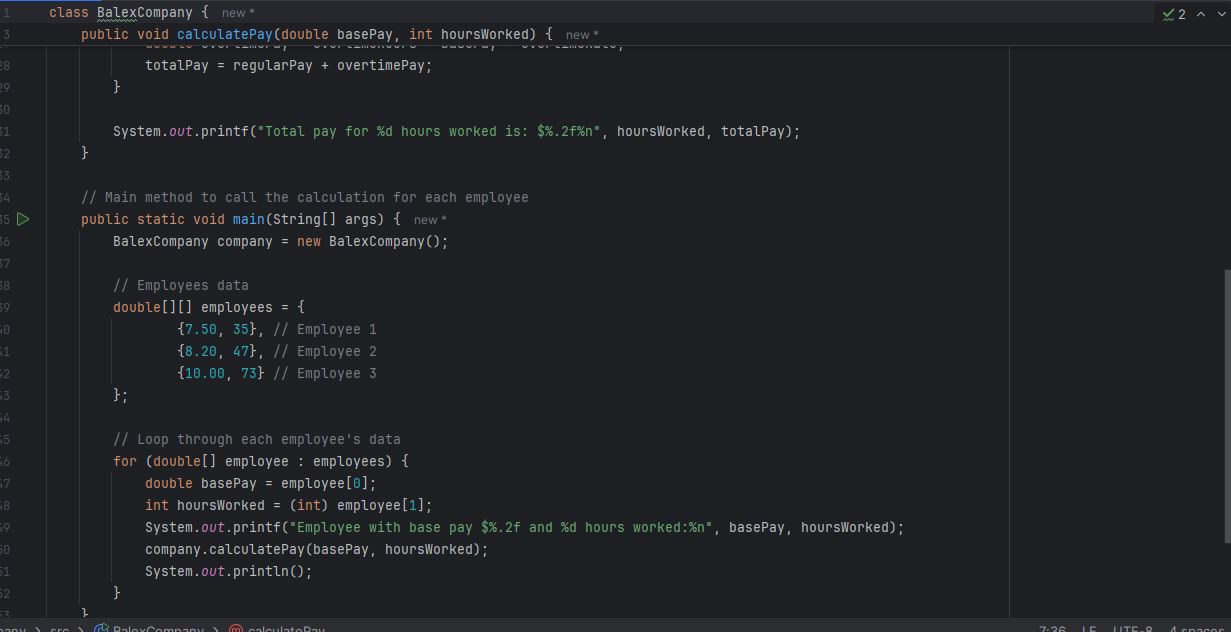 1 class BalexCompany { new *
2
3 public void calculatePay(double basePay, int hoursWorked) { new *
28 totalPay = regularPay + overtimePay;
29 }
30
31 System.out.printf("Total pay for %d hours worked is: $%.2f%n", hoursWorked, totalPay);
32 }
33
34 // Main method to call the calculation for each employee
35 public static void main(String[] args) { new *
36 BalexCompany company = new BalexCompany();
37
38 // Employees data
39 double[][] employees = {
40 {7.50, 35}, // Employee 1
41 {8.20, 47}, // Employee 2
42 {10.00, 73} // Employee 3
43 };
44
45 // Loop through each employee's data
46 for (double[] employee : employees) {
47 double basePay = employee[0];
48 int hoursWorked = (int) employee[1];
49 System.out.printf("Employee with base pay $%.2f and %d hours worked:%n", basePay, hoursWorked);
50 company.calculatePay(basePay, hoursWorked);
51 System.out.println();
52 }
53 }
src > BalexCompany > calculatePay 7:36 LF UTF-8 4 spaces